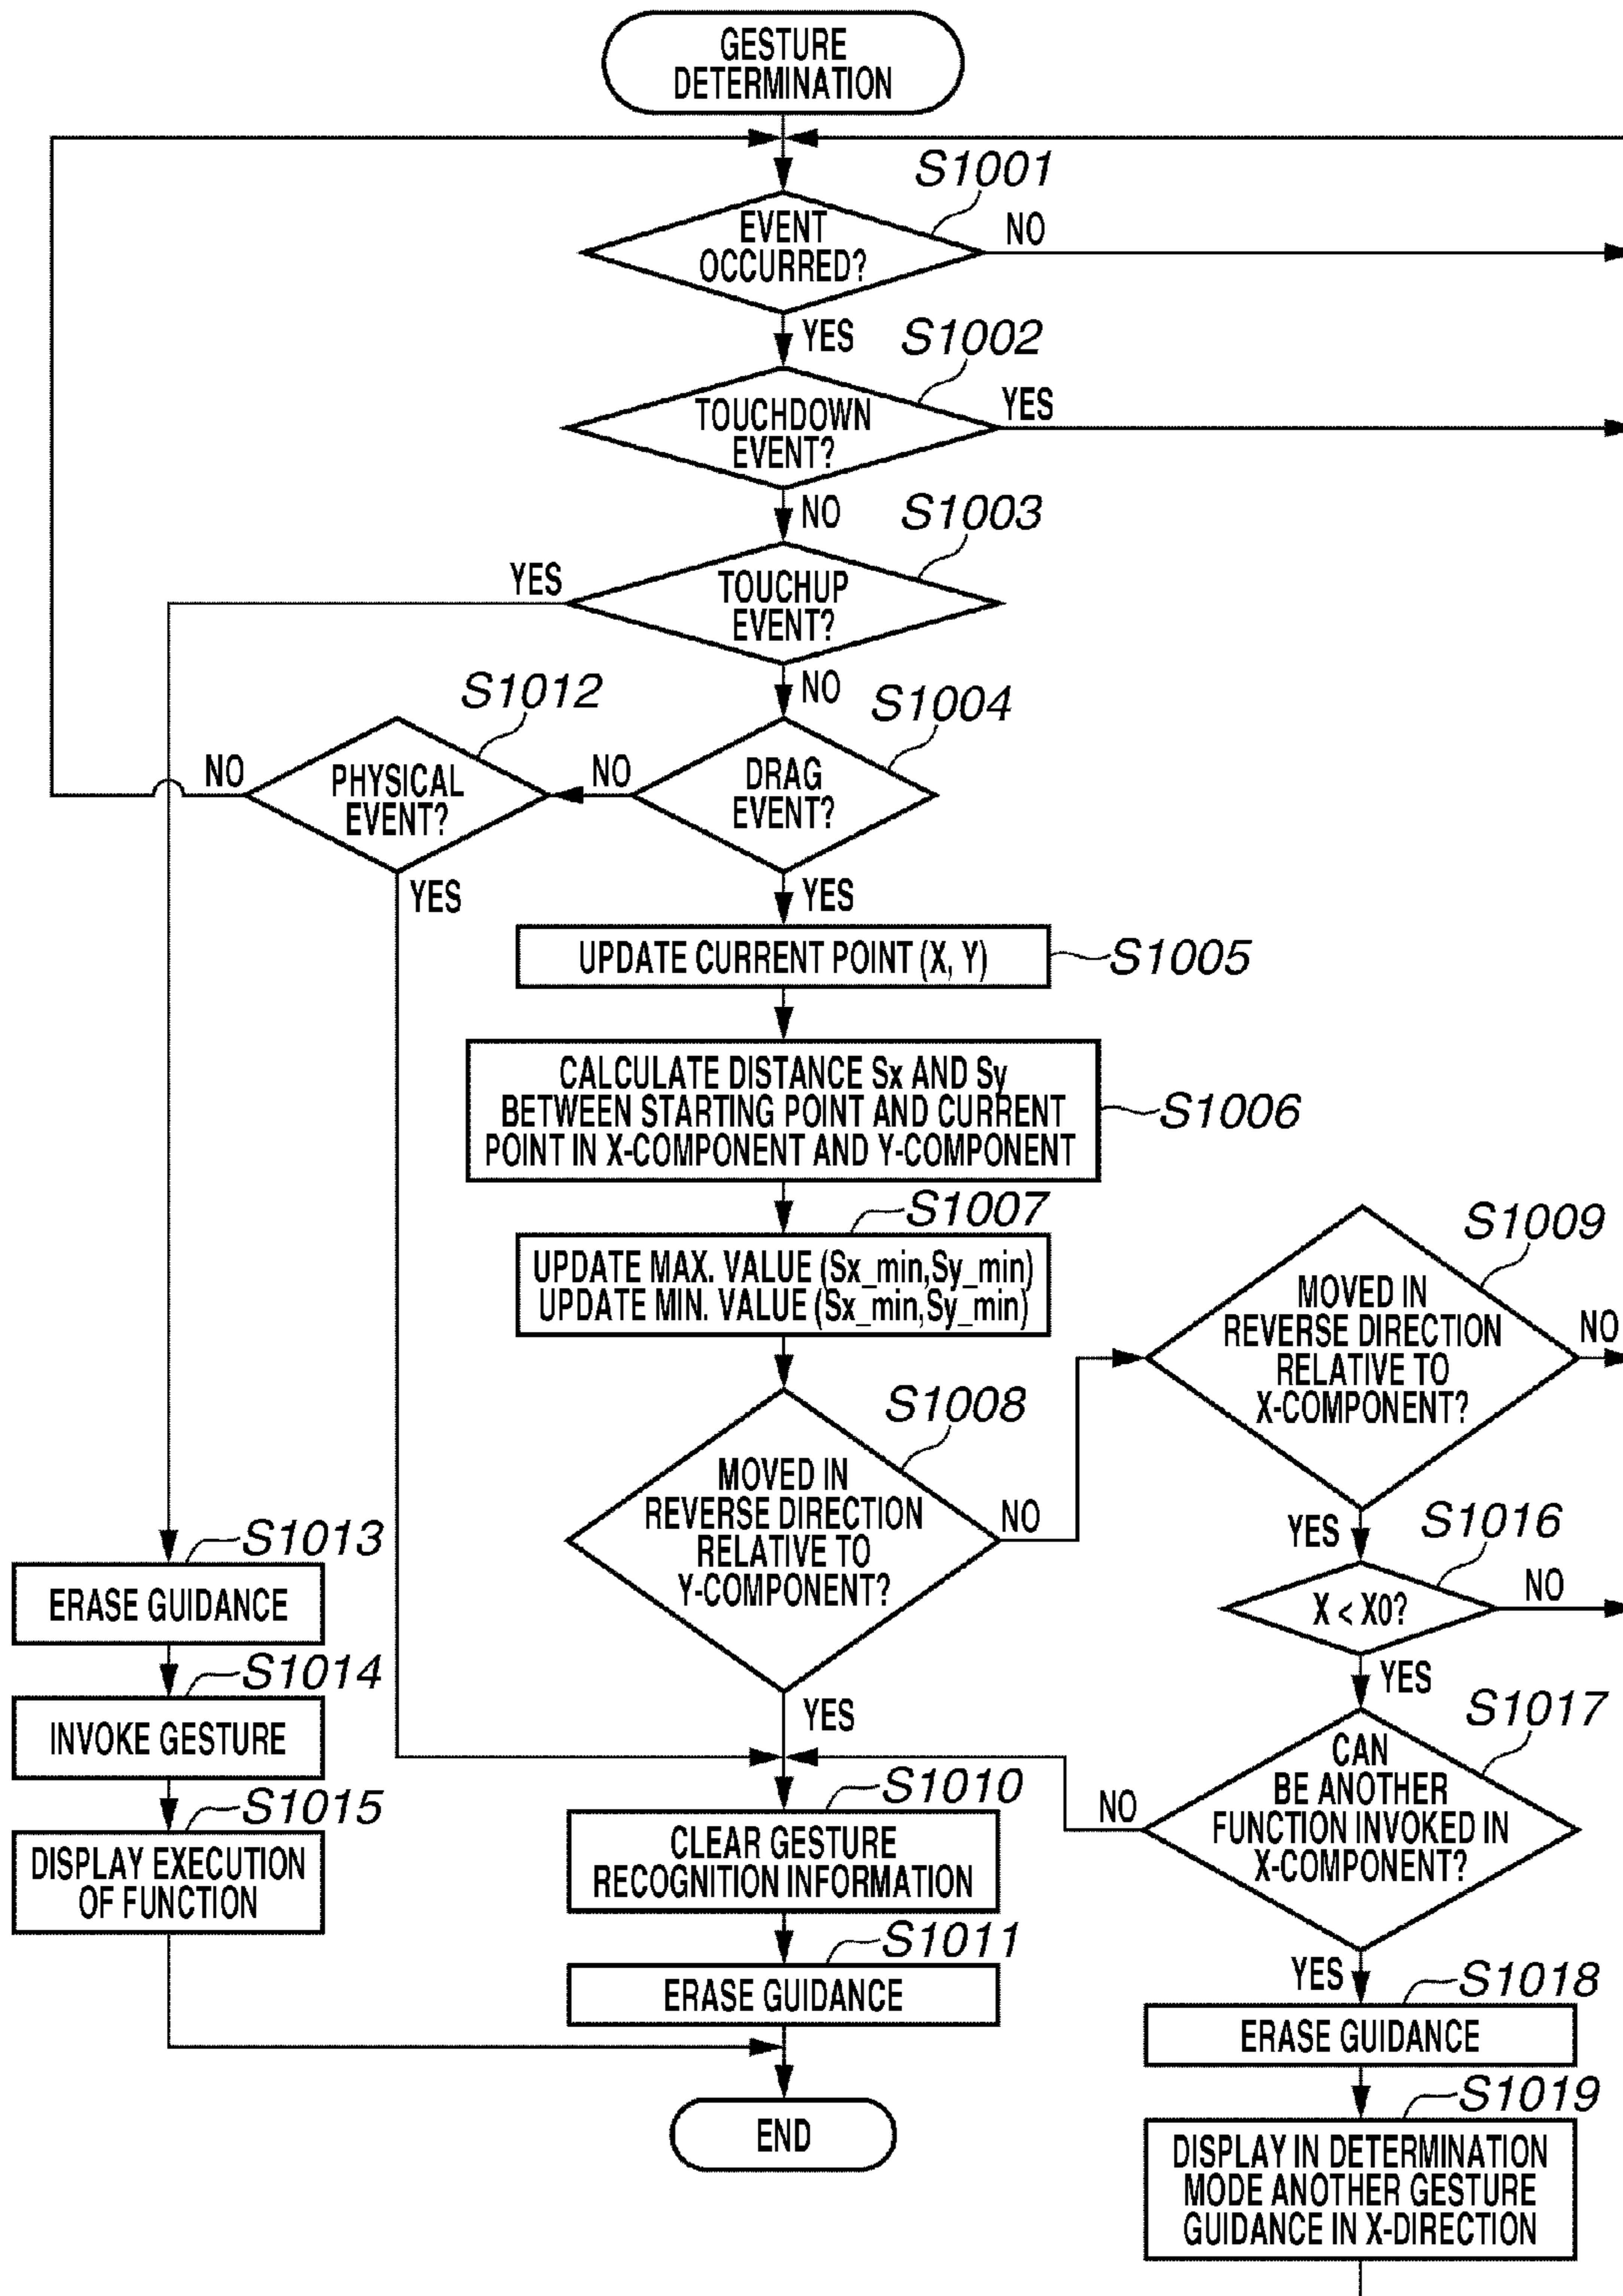 GESTURE
DETERMINATION
S1001
EVENT
OCCURRED?
NO
YES
S1002
TOUCHDOWN
EVENT?
YES
NO
S1003
YES
TOUCHUP
EVENT?
NO
S1012
S1004
NO
PHYSICAL
EVENT?
NO
DRAG
EVENT?
YES
YES
UPDATE CURRENT POINT (X, Y)
S1005
CALCULATE DISTANCE Sx AND Sy
BETWEEN STARTING POINT AND CURRENT
POINT IN X-COMPONENT AND Y-COMPONENT
S1006
S1007
UPDATE MAX. VALUE (Sx_min,Sy_min)
UPDATE MIN. VALUE (Sx_min,Sy_min)
S1009
MOVED IN
REVERSE DIRECTION
RELATIVE TO
X-COMPONENT?
NO
S1008
MOVED IN
REVERSE DIRECTION
RELATIVE TO
Y-COMPONENT?
NO
YES
YES
S1016
X < X0?
NO
YES
S1013
ERASE GUIDANCE
S1014
INVOKE GESTURE
S1015
DISPLAY EXECUTION
OF FUNCTION
S1017
CAN
BE ANOTHER
FUNCTION INVOKED IN
X-COMPONENT?
NO
YES
S1010
CLEAR GESTURE
RECOGNITION INFORMATION
S1011
ERASE GUIDANCE
END
S1018
ERASE GUIDANCE
S1019
DISPLAY IN DETERMINATION
MODE ANOTHER GESTURE
GUIDANCE IN X-DIRECTION